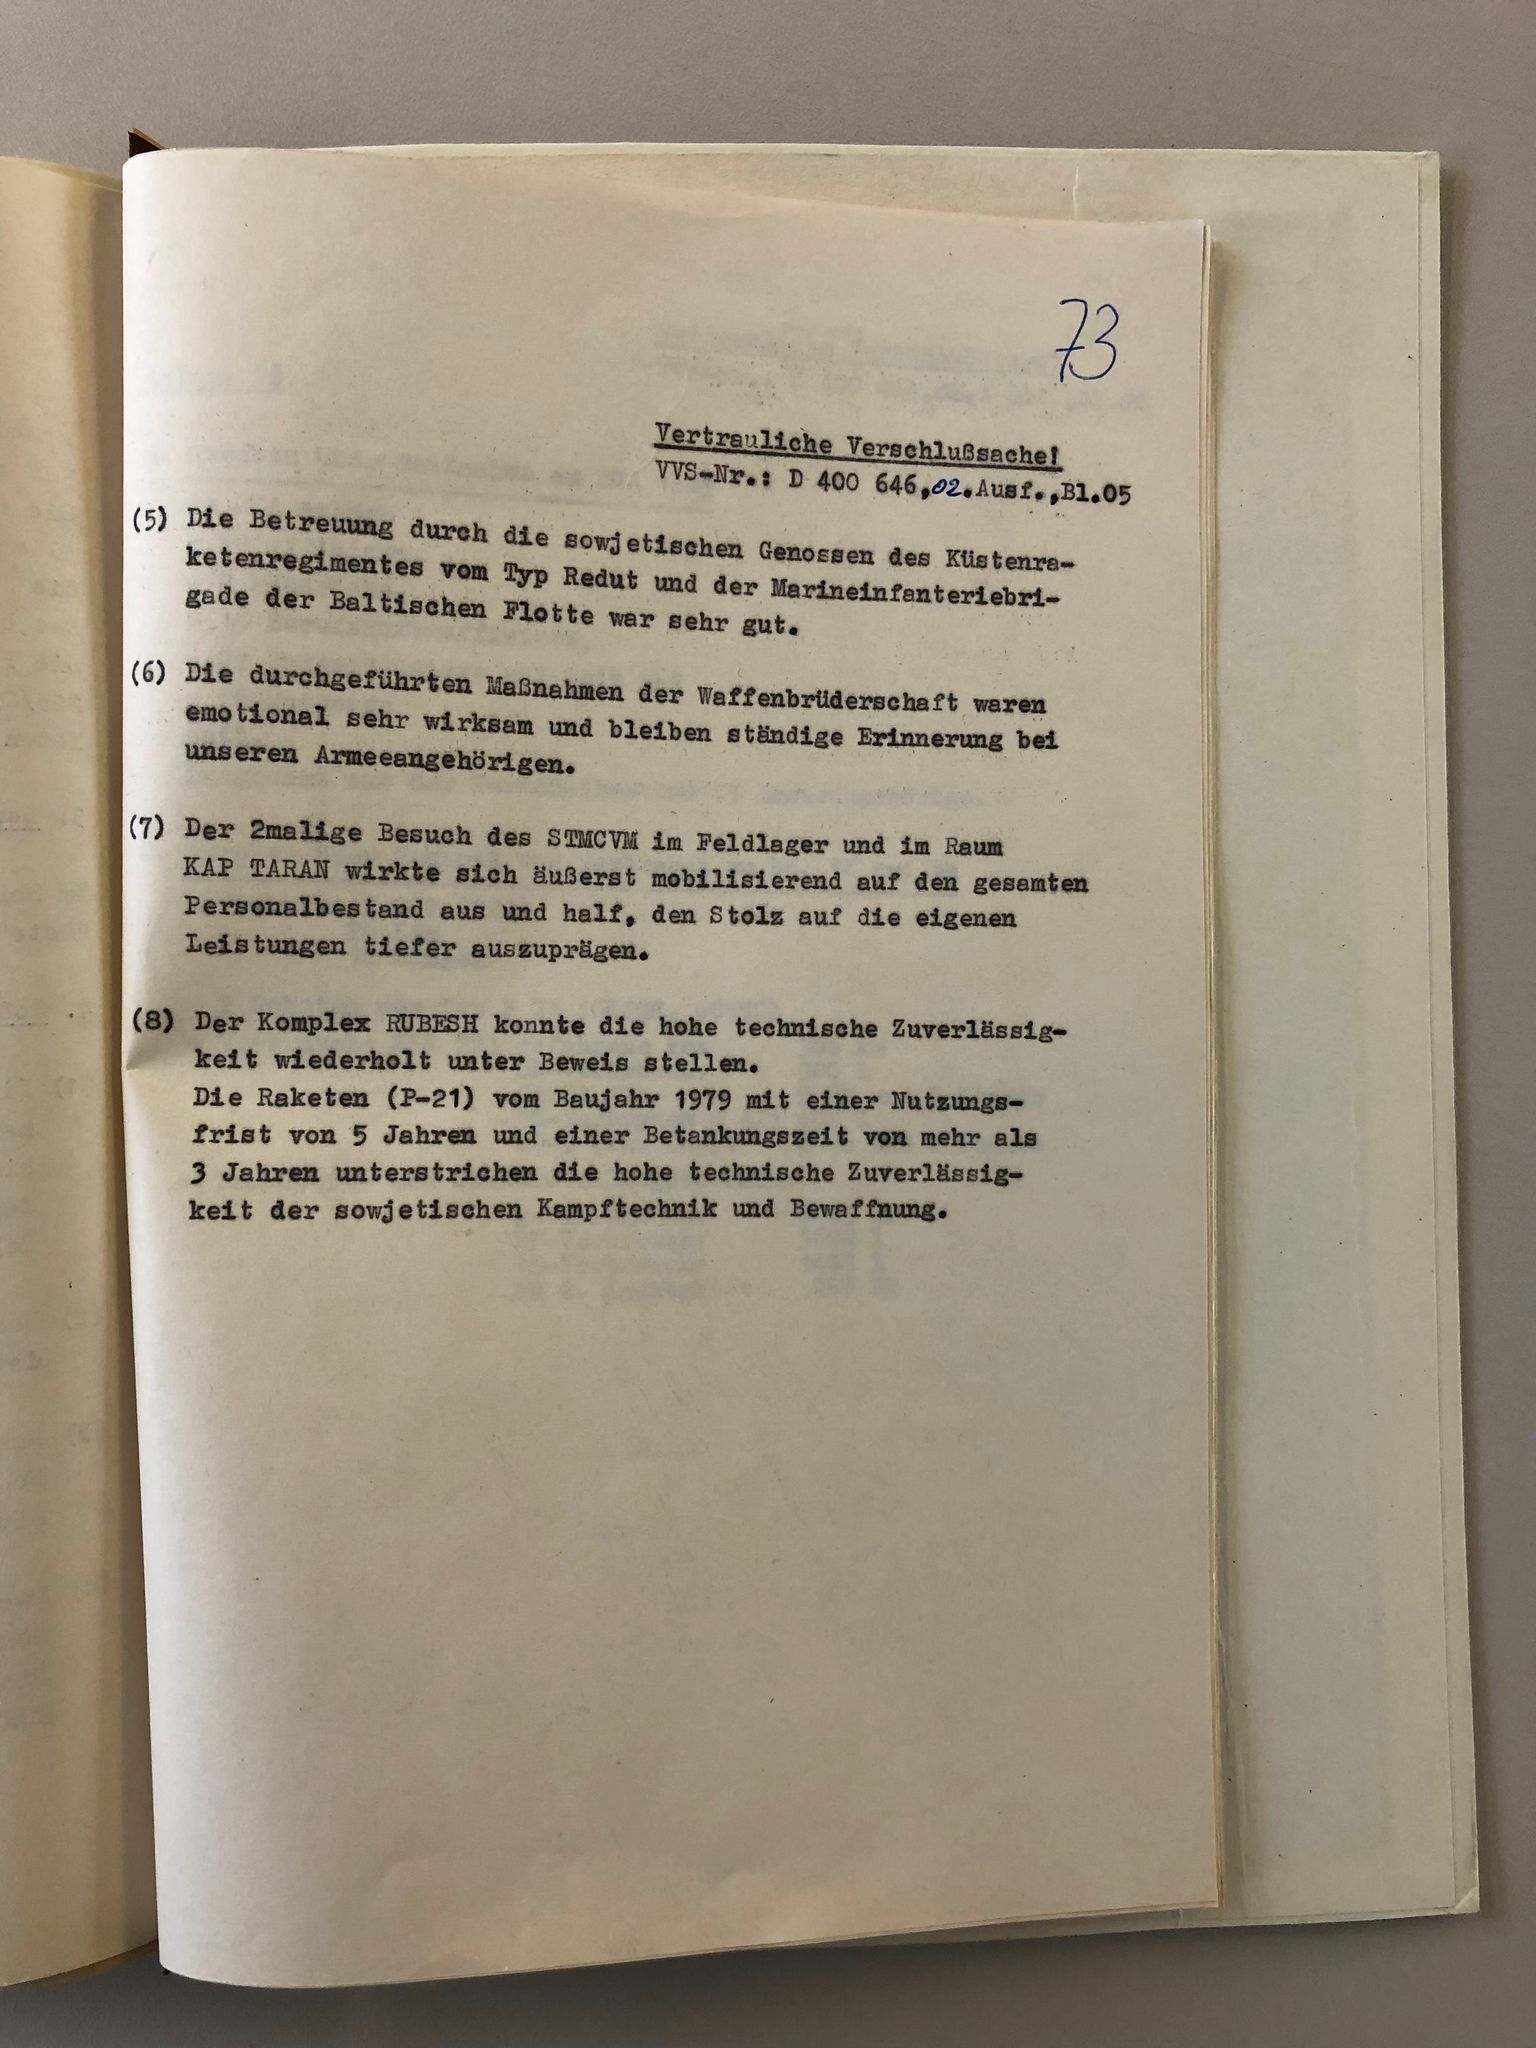 73
Vertrauliche Verschlußsache!
VVS-Nr.: D 400 646, 02. Ausf., Bl. 05
(5) Die Betreuung durch die sowjetischen Genossen des Küstenra-
ketenregimentes vom Typ Redut und der Marineinfanteriebri-
gade der Baltischen Flotte war sehr gut.
(6) Die durchgeführten Maßnahmen der Waffenbrüderschaft waren
emotional sehr wirksam und bleiben ständige Erinnerung bei
unseren Armeeangehörigen.
(7) Der 2malige Besuch des STMCVM im Feldlager und im Raum
KAP TARAN wirkte sich äußerst mobilisierend auf den gesamten
Personalbestand aus und half, den Stolz auf die eigenen
Leistungen tiefer auszuprägen.
(8) Der Komplex RUBESH konnte die hohe technische Zuverlässig-
keit wiederholt unter Beweis stellen.
Die Raketen (P-21) vom Baujahr 1979 mit einer Nutzungs-
frist von 5 Jahren und einer Betankungszeit von mehr als
3 Jahren unterstrichen die hohe technische Zuverlässig-
keit der sowjetischen Kampftechnik und Bewaffnung.